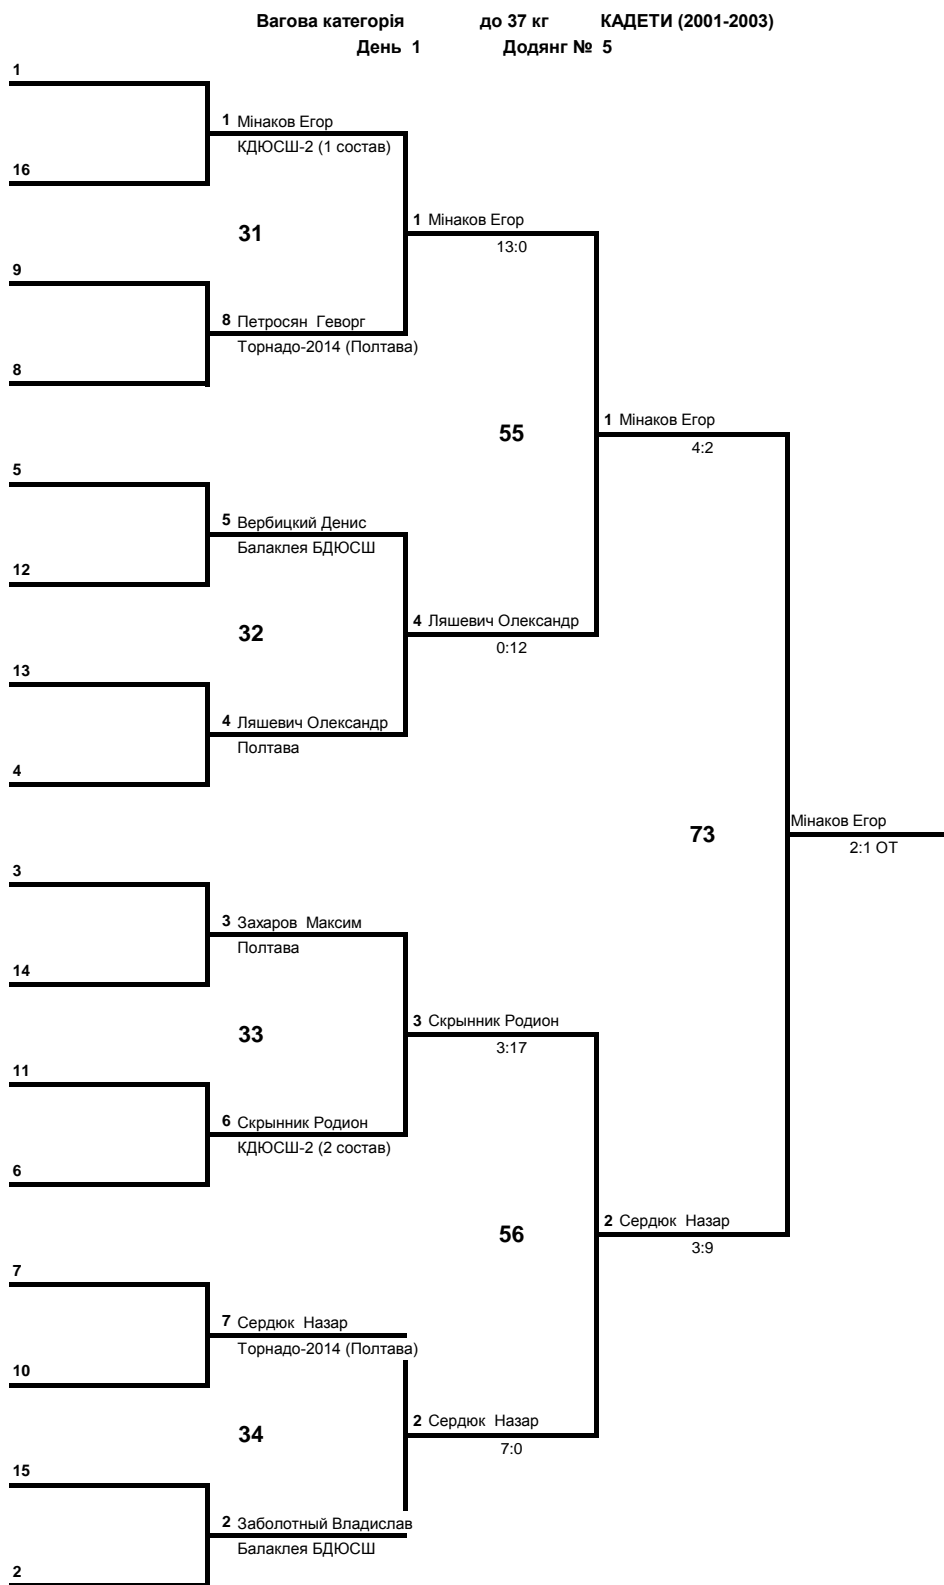 Вагова категорія до 37 кг КАДЕТИ (2001-2003)
День 1 Додянг № 5
1
1 Мінаков Егор
КДЮСШ-2 (1 состав)
16
1 Мінаков Егор
31
13:0
9
8 Петросян Геворг
Торнадо-2014 (Полтава)
8
1 Мінаков Егор
55
4:2
5
5 Вербицкий Денис
Балаклея БДЮСШ
12
4 Ляшевич Олександр
32
0:12
13
4 Ляшевич Олександр
Полтава
4
Мінаков Егор
73
2:1 ОТ
3
3 Захаров Максим
Полтава
14
3 Скрынник Родион
33
3:17
11
6 Скрынник Родион
КДЮСШ-2 (2 состав)
6
2 Сердюк Назар
56
3:9
7
7 Сердюк Назар
Торнадо-2014 (Полтава)
10
2 Сердюк Назар
34
7:0
15
2 Заболотный Владислав
Балаклея БДЮСШ
2